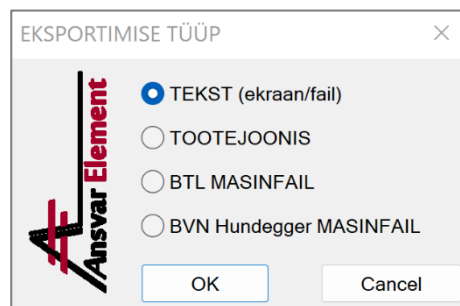 EKSPORTIMISE TÜÜP
Ansvar Element
TEKST (ekraan/fail)
TOOTEJOONIS
BTL MASINFAIL
BVN Hundegger MASINFAIL
OK
Cancel